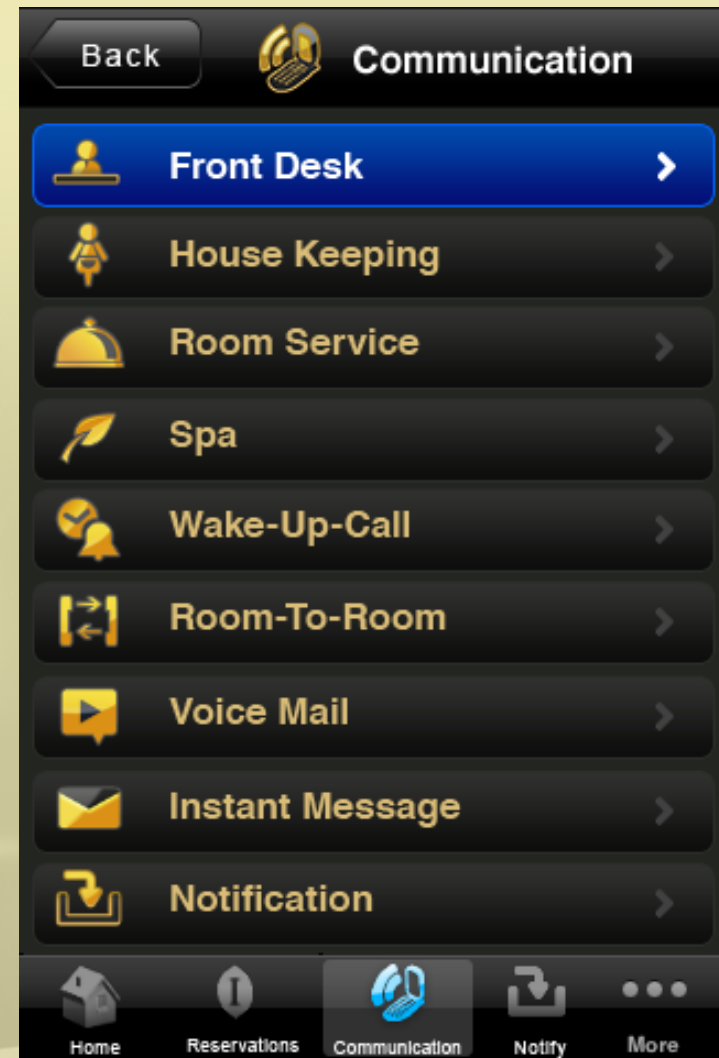 Back
Communication
Front Desk
House Keeping
Room Service
Spa
Wake-Up-Call
Room-To-Room
Voice Mail
Instant Message
Notification
Home Reservations Communication Notify More